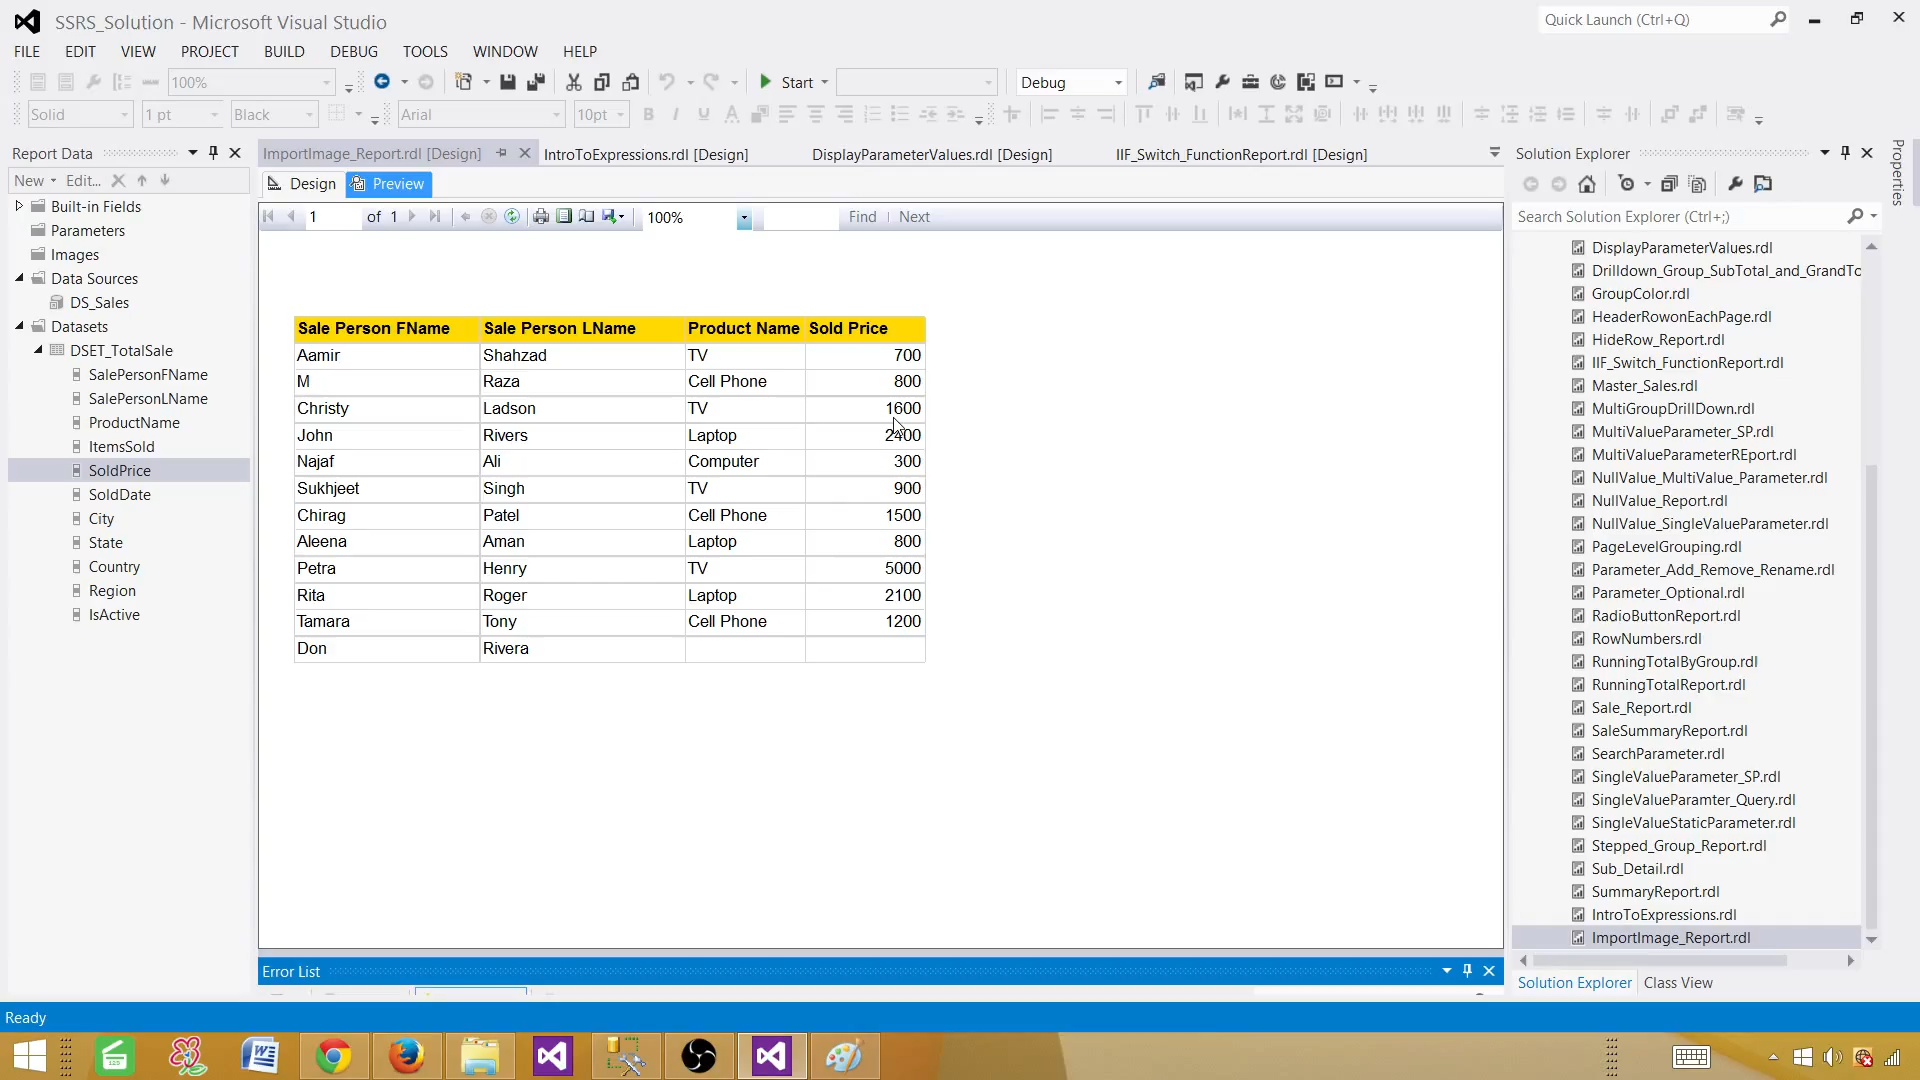 SSRS_Solution - Microsoft Visual Studio
Quick Launch (Ctrl+Q)
FILE EDIT VIEW PROJECT BUILD DEBUG TOOLS WINDOW HELP
100% Start Debug
Solid 1 pt Black Arial 10pt B I U A
Report Data
ImportImage_Report.rdl [Design] IntroToExpressions.rdl [Design] DisplayParameterValues.rdl [Design] IIF_Switch_FunctionReport.rdl [Design]
Solution Explorer
Properties
New Edit...
Design Preview
1 of 1 100% Find Next
Search Solution Explorer (Ctrl+;)
Built-in Fields
Parameters
Images
Data Sources
DS_Sales
Datasets
DSET_TotalSale
SalePersonFName
SalePersonLName
ProductName
ItemsSold
SoldPrice
SoldDate
City
State
Country
Region
IsActive
Sale Person FName Sale Person LName Product Name Sold Price
Aamir Shahzad TV 700
M Raza Cell Phone 800
Christy Ladson TV 1600
John Rivers Laptop 2400
Najaf Ali Computer 300
Sukhjeet Singh TV 900
Chirag Patel Cell Phone 1500
Aleena Aman Laptop 800
Petra Henry TV 5000
Rita Roger Laptop 2100
Tamara Tony Cell Phone 1200
Don Rivera
DisplayParameterValues.rdl
Drilldown_Group_SubTotal_and_GrandTo
GroupColor.rdl
HeaderRowonEachPage.rdl
HideRow_Report.rdl
IIF_Switch_FunctionReport.rdl
Master_Sales.rdl
MultiGroupDrillDown.rdl
MultiValueParameter_SP.rdl
MultiValueParameterREport.rdl
NullValue_MultiValue_Parameter.rdl
NullValue_Report.rdl
NullValue_SingleValueParameter.rdl
PageLevelGrouping.rdl
Parameter_Add_Remove_Rename.rdl
Parameter_Optional.rdl
RadioButtonReport.rdl
RowNumbers.rdl
RunningTotalByGroup.rdl
RunningTotalReport.rdl
Sale_Report.rdl
SaleSummaryReport.rdl
SearchParameter.rdl
SingleValueParameter_SP.rdl
SingleValueParamter_Query.rdl
SingleValueStaticParameter.rdl
Stepped_Group_Report.rdl
Sub_Detail.rdl
SummaryReport.rdl
IntroToExpressions.rdl
ImportImage_Report.rdl
Error List
Solution Explorer Class View
Ready